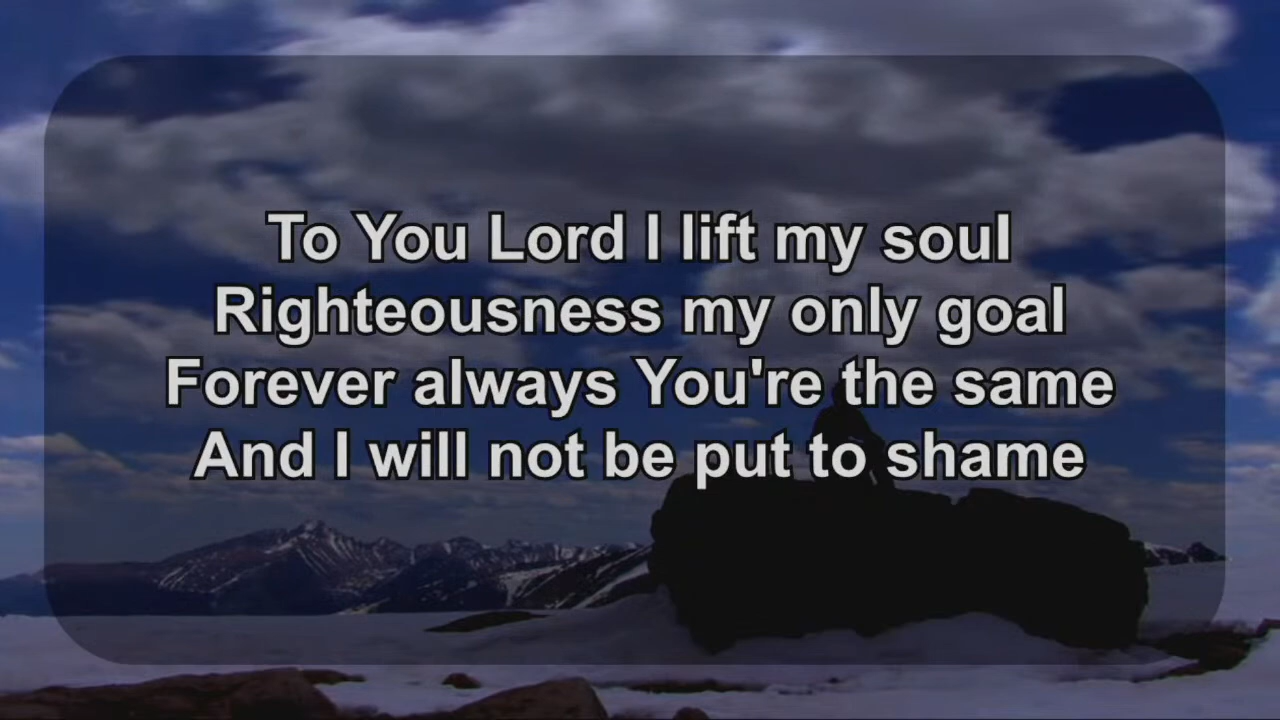 To You Lord I lift my soul
Righteousness my only goal
Forever always You're the same
And I will not be put to shame